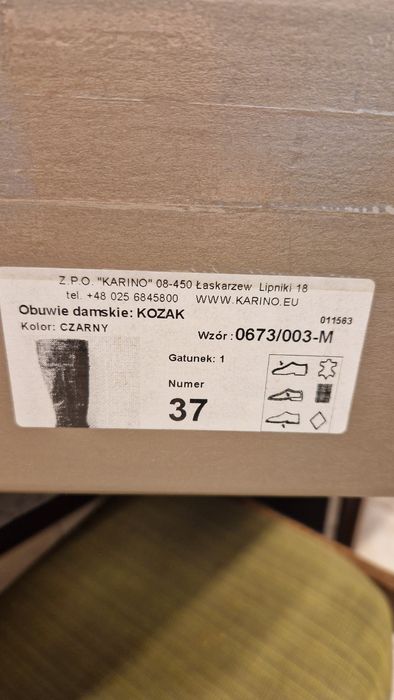 Z.P.O. "KARINO" 08-450 Łaskarzew Lipniki 18
tel. +48 025 6845800 WWW.KARINO.EU
Obuwie damskie: KOZAK
011563
Kolor: CZARNY
Wzór : 0673/003-M
Gatunek: 1
Numer
37